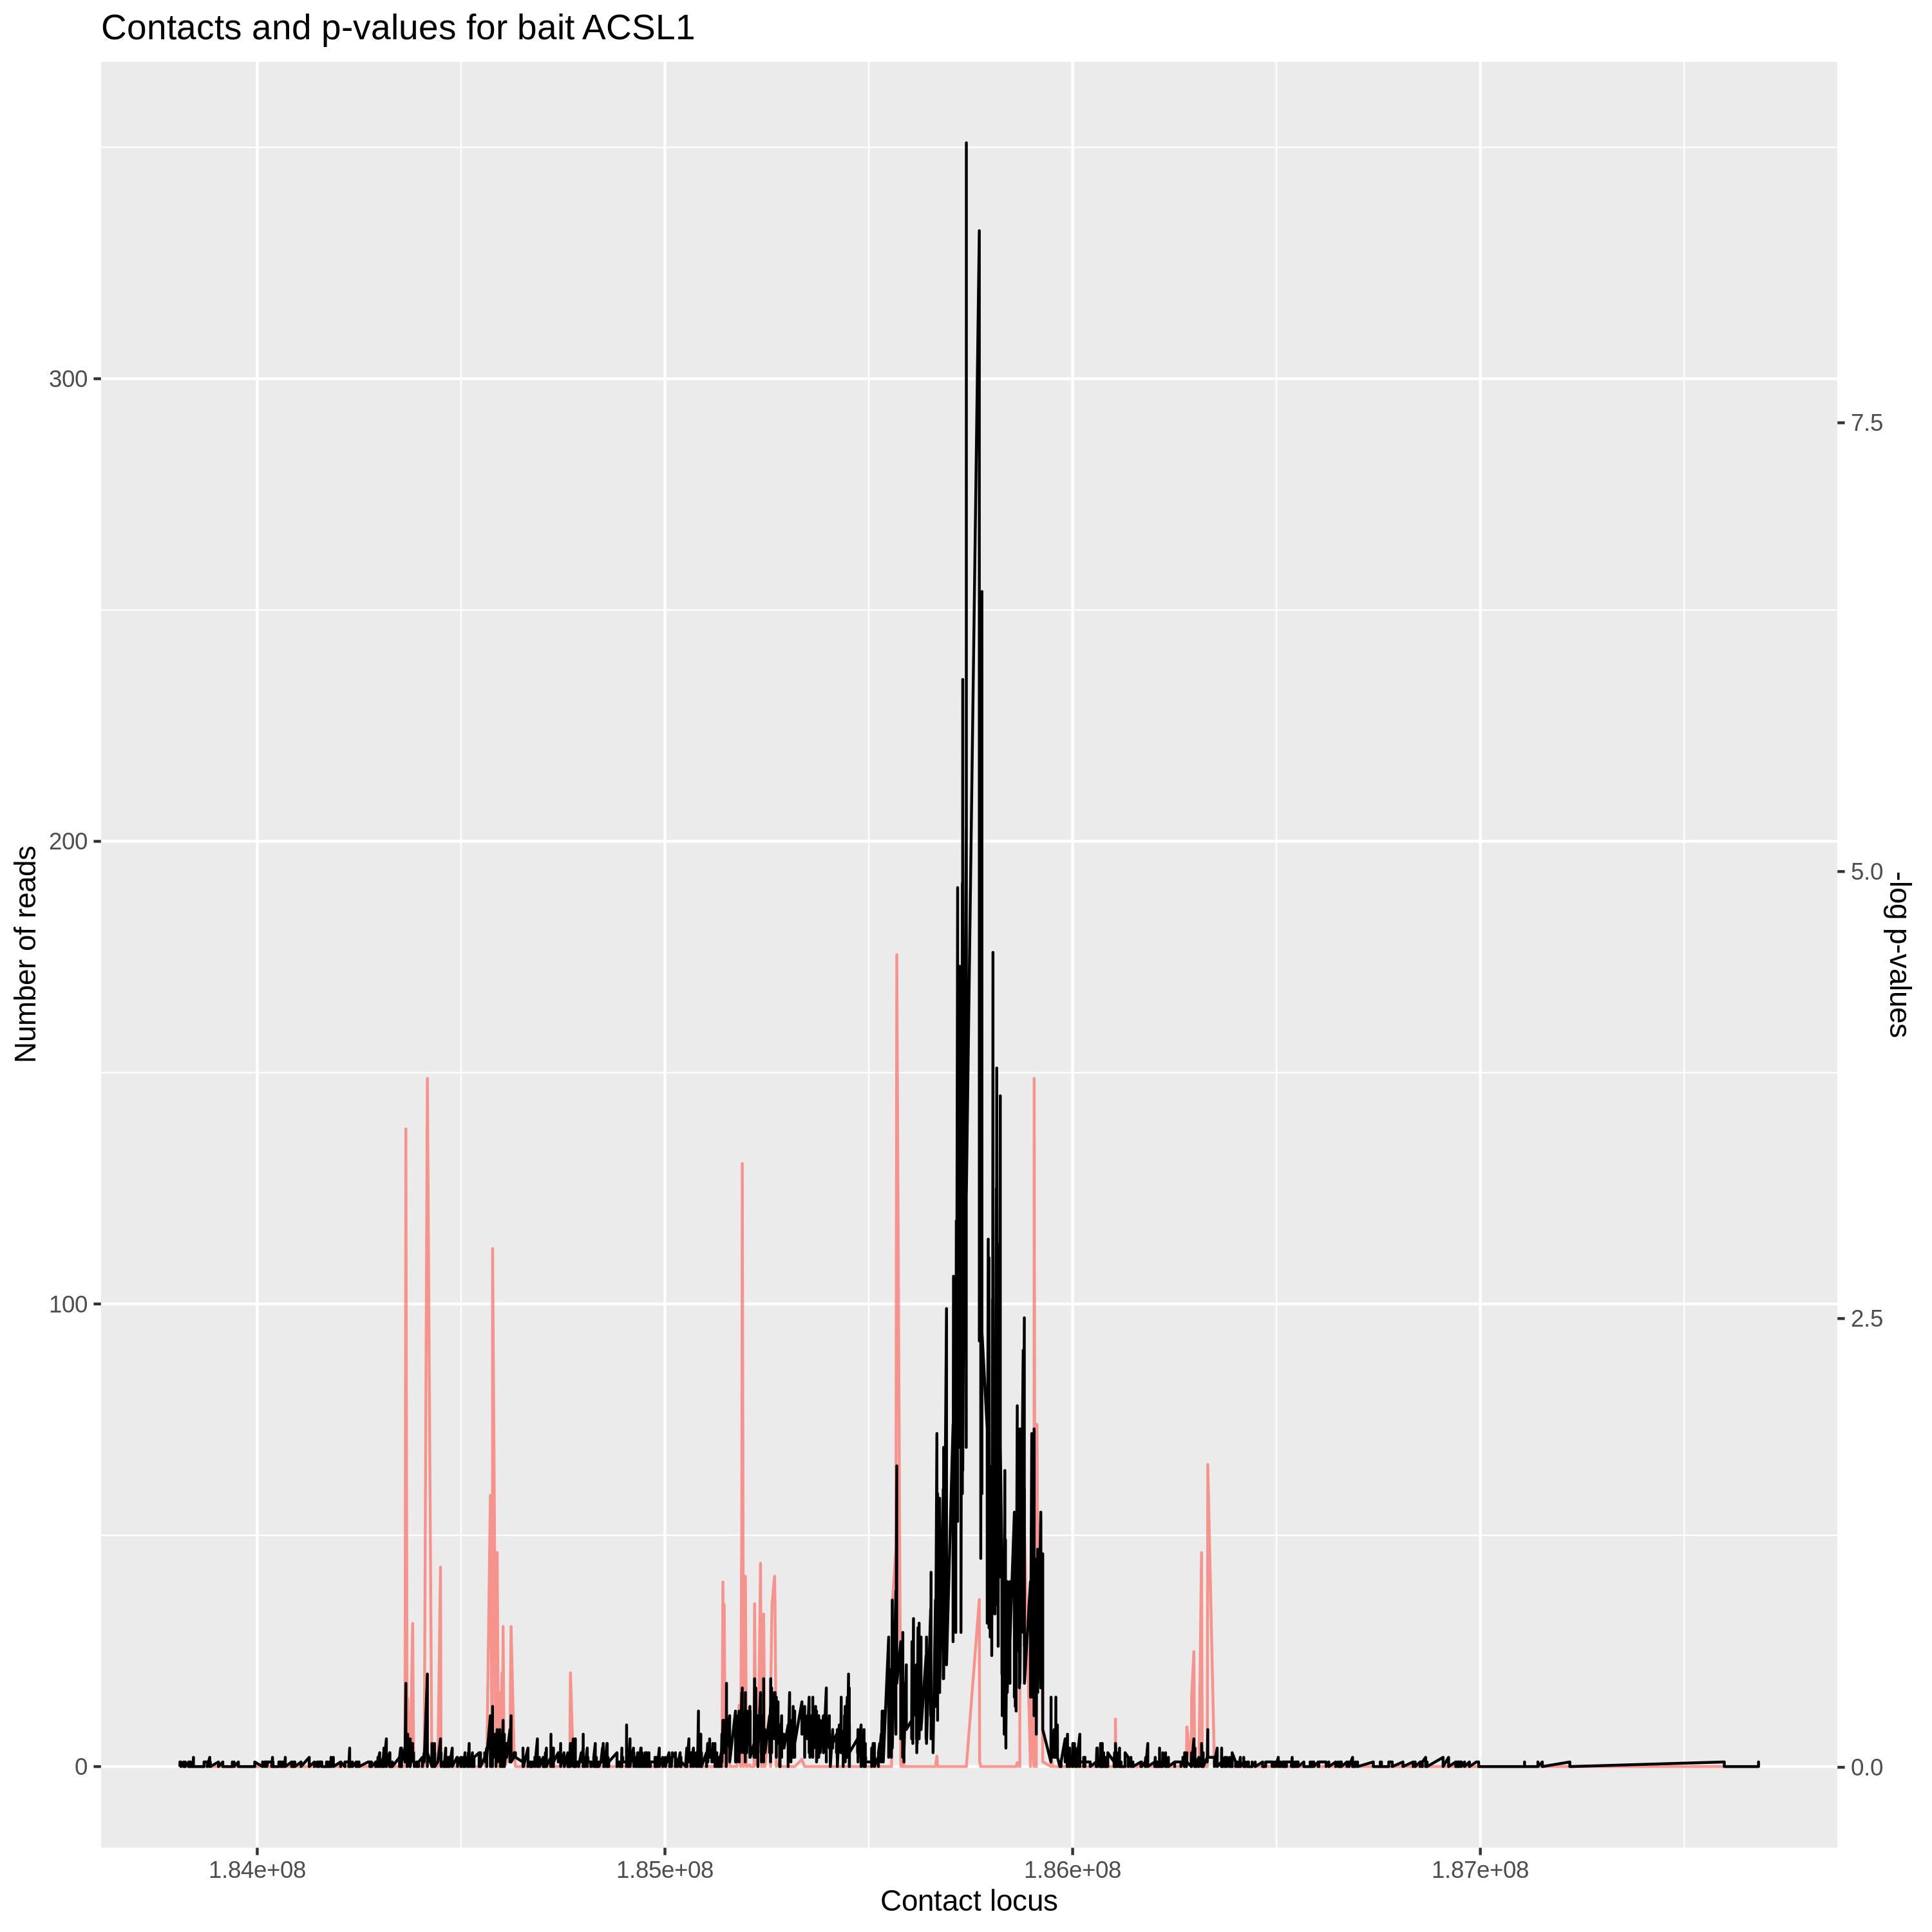 Contacts and p-values for bait ACSL1
Number of reads
300
200
100
0
7.5
5.0
2.5
0.0
-log p-values
1.84e+08
1.85e+08
1.86e+08
1.87e+08
Contact locus